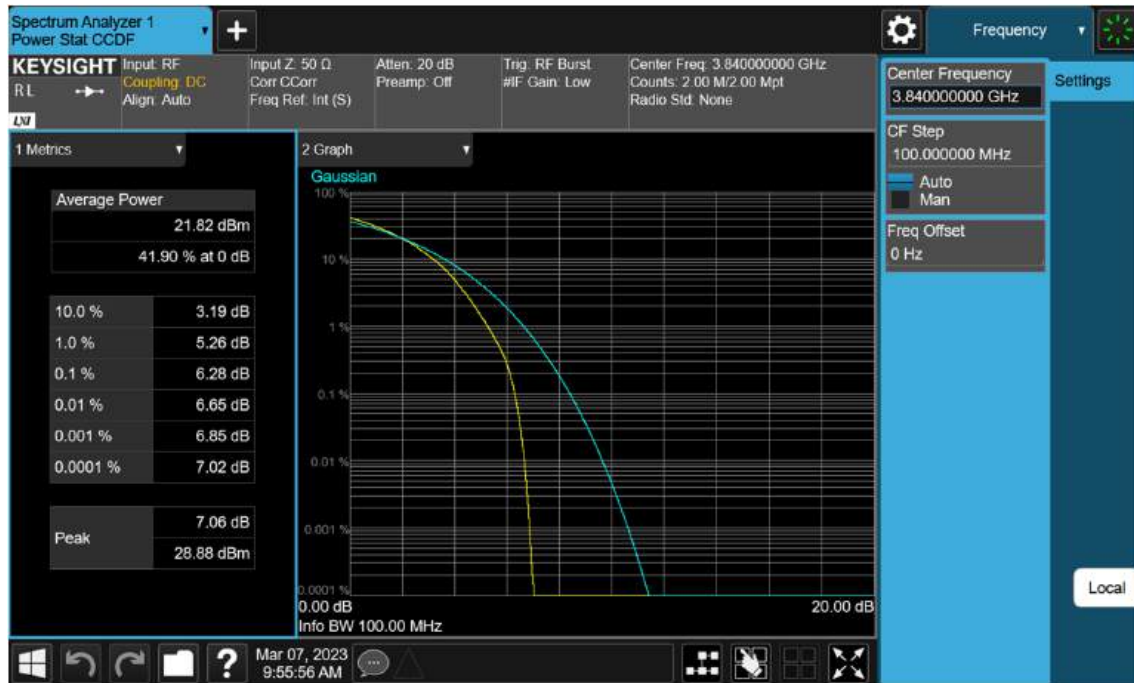 Spectrum Analyzer 1
Power Stat CCDF
+
Frequency
KEYSIGHT
RL
LXI
Input: RF
Coupling: DC
Align: Auto
Input Z: 50 Ω
Corr CCorr
Freq Ref: Int (S)
Atten: 20 dB
Preamp: Off
Trig: RF Burst
#IF Gain: Low
Center Freq: 3.840000000 GHz
Counts: 2.00 M/2.00 Mpt
Radio Std: None
Center Frequency
3.840000000 GHz
Settings
CF Step
100.000000 MHz
Auto
Man
Freq Offset
0 Hz
1 Metrics
Average Power
21.82 dBm
41.90 % at 0 dB
10.0 % 3.19 dB
1.0 % 5.26 dB
0.1 % 6.28 dB
0.01 % 6.65 dB
0.001 % 6.85 dB
0.0001 % 7.02 dB
Peak
7.06 dB
28.88 dBm
2 Graph
Gaussian
100 %
10 %
1 %
0.1 %
0.01 %
0.001 %
0.0001 %
0.00 dB 20.00 dB
Info BW 100.00 MHz
Local
?
Mar 07, 2023
9:55:56 AM